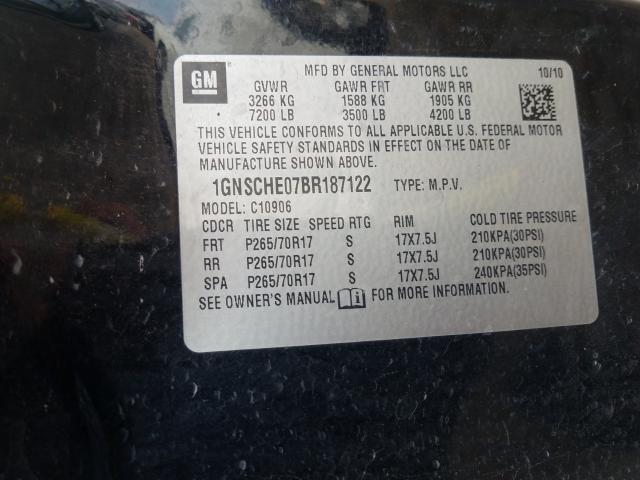 GM
MFD BY GENERAL MOTORS LLC 10/10
GVWR GAWR FRT GAWR RR
3266 KG 1588 KG 1905 KG
7200 LB 3500 LB 4200 LB
THIS VEHICLE CONFORMS TO ALL APPLICABLE U.S. FEDERAL MOTOR
VEHICLE SAFETY STANDARDS IN EFFECT ON THE DATE OF
MANUFACTURE SHOWN ABOVE.
1GNSCHE07BR187122 TYPE: M.P.V.
MODEL: C10906
CDCR TIRE SIZE SPEED RTG RIM COLD TIRE PRESSURE
FRT P265/70R17 S 17X7.5J 210KPA(30PSI)
RR P265/70R17 S 17X7.5J 210KPA(30PSI)
SPA P265/70R17 S 17X7.5J 240KPA(35PSI)
SEE OWNER'S MANUAL FOR MORE INFORMATION.